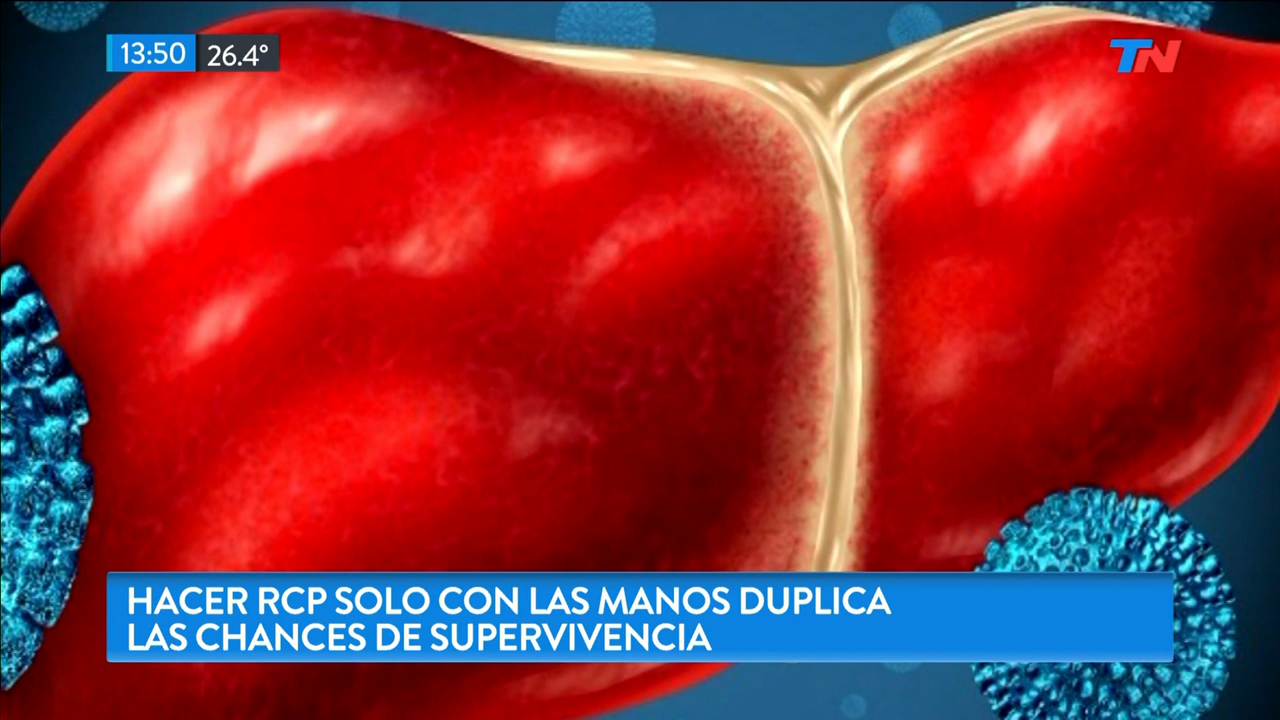 13:50 26.4°
TN
HACER RCP SOLO CON LAS MANOS DUPLICA
LAS CHANCES DE SUPERVIVENCIA